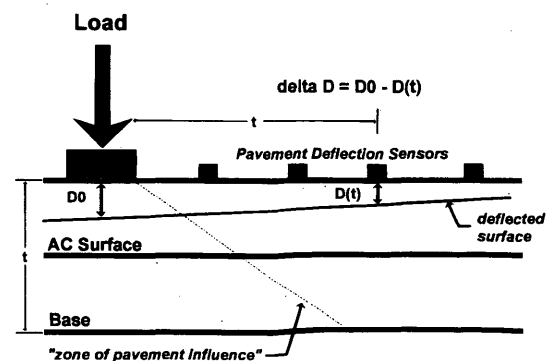 Load
delta D = D0 - D(t)
t
Pavement Deflection Sensors
D0
D(t)
deflected
surface
AC Surface
t
Base
"zone of pavement influence"